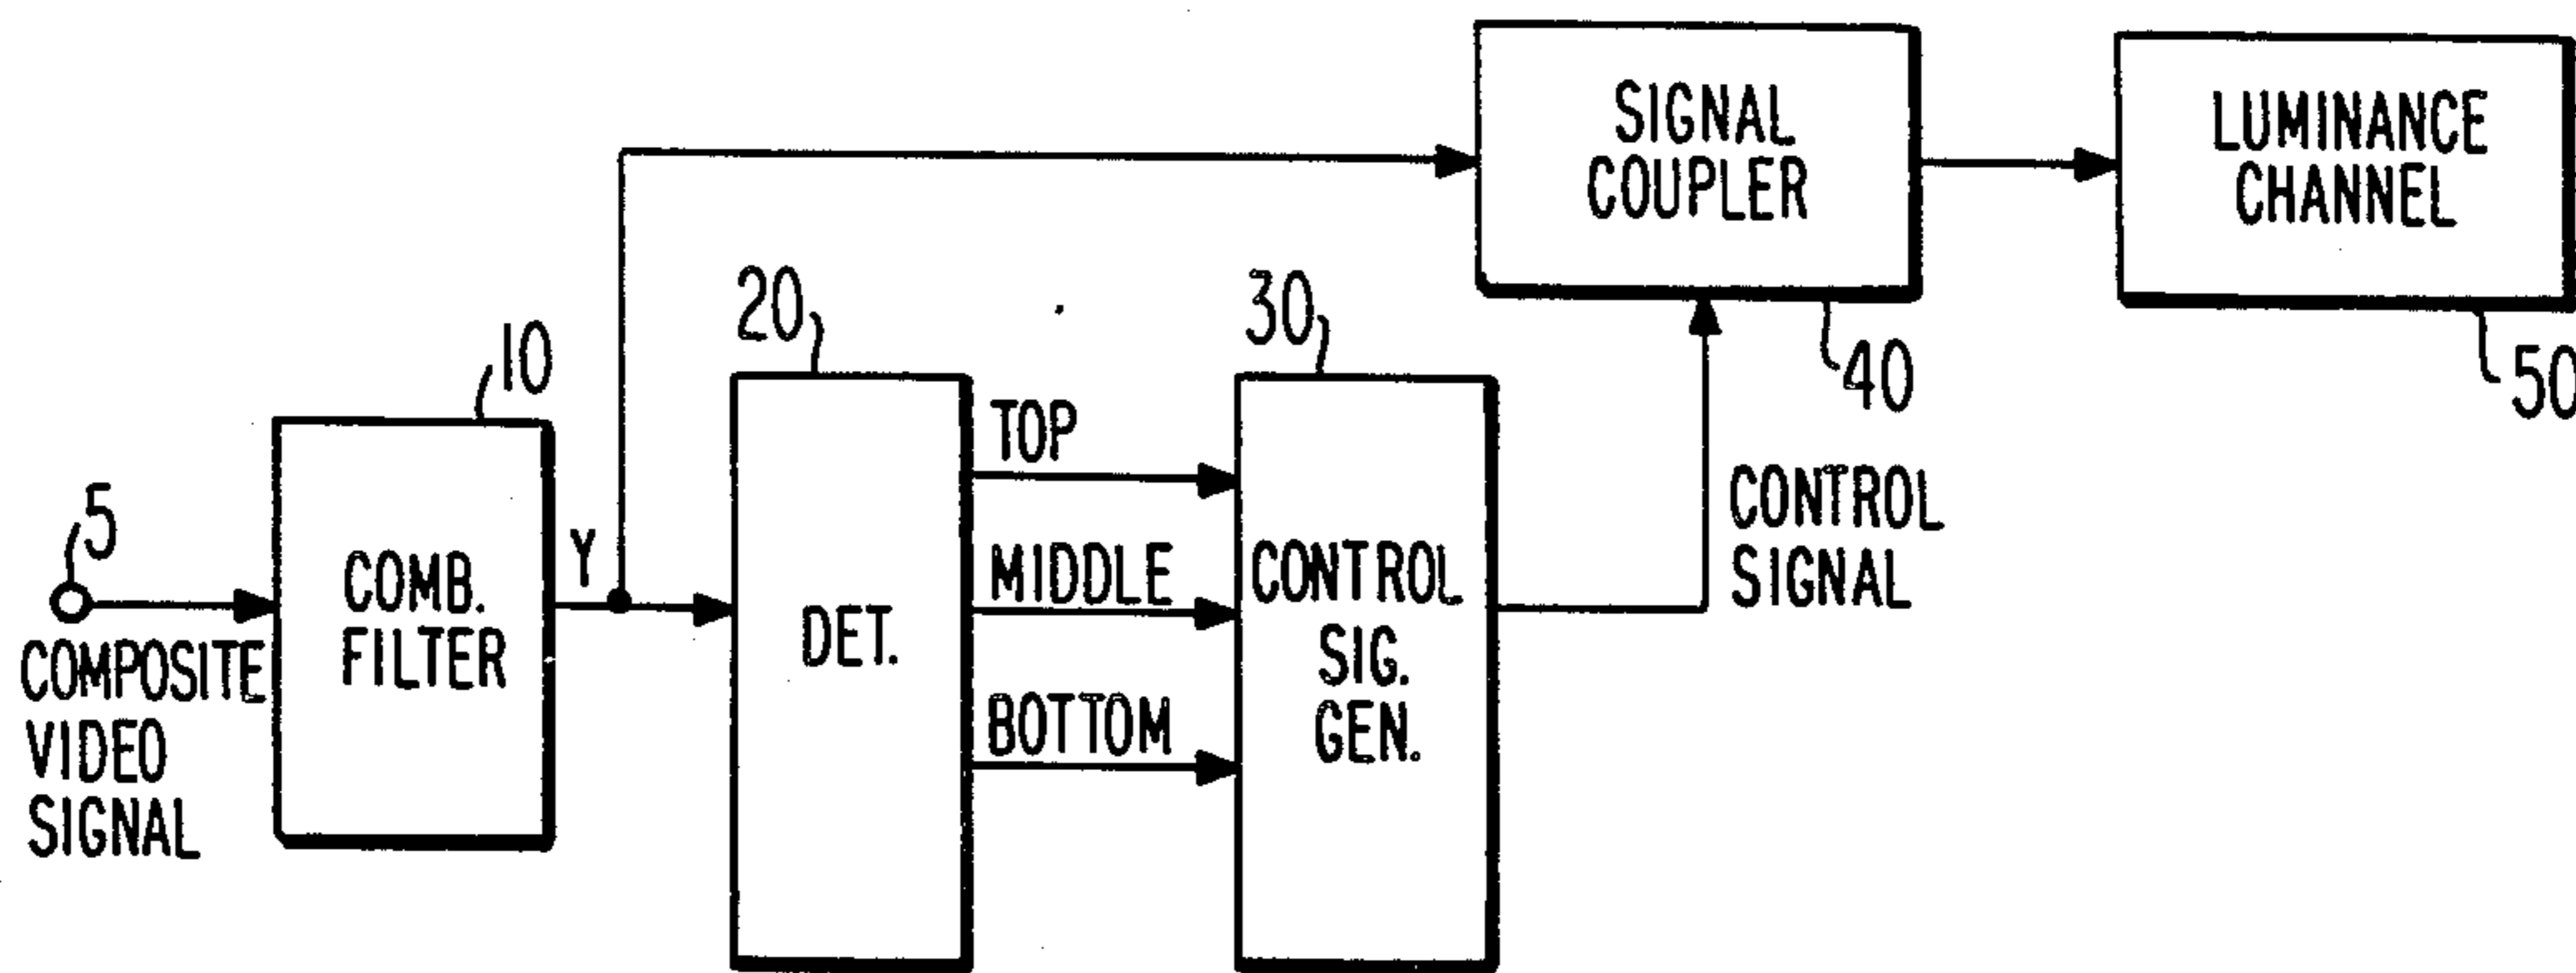 5
COMPOSITE
VIDEO
SIGNAL
10
COMB.
FILTER
Y
20
DET.
TOP
MIDDLE
BOTTOM
30
CONTROL
SIG.
GEN.
CONTROL
SIGNAL
SIGNAL
COUPLER
40
LUMINANCE
CHANNEL
50